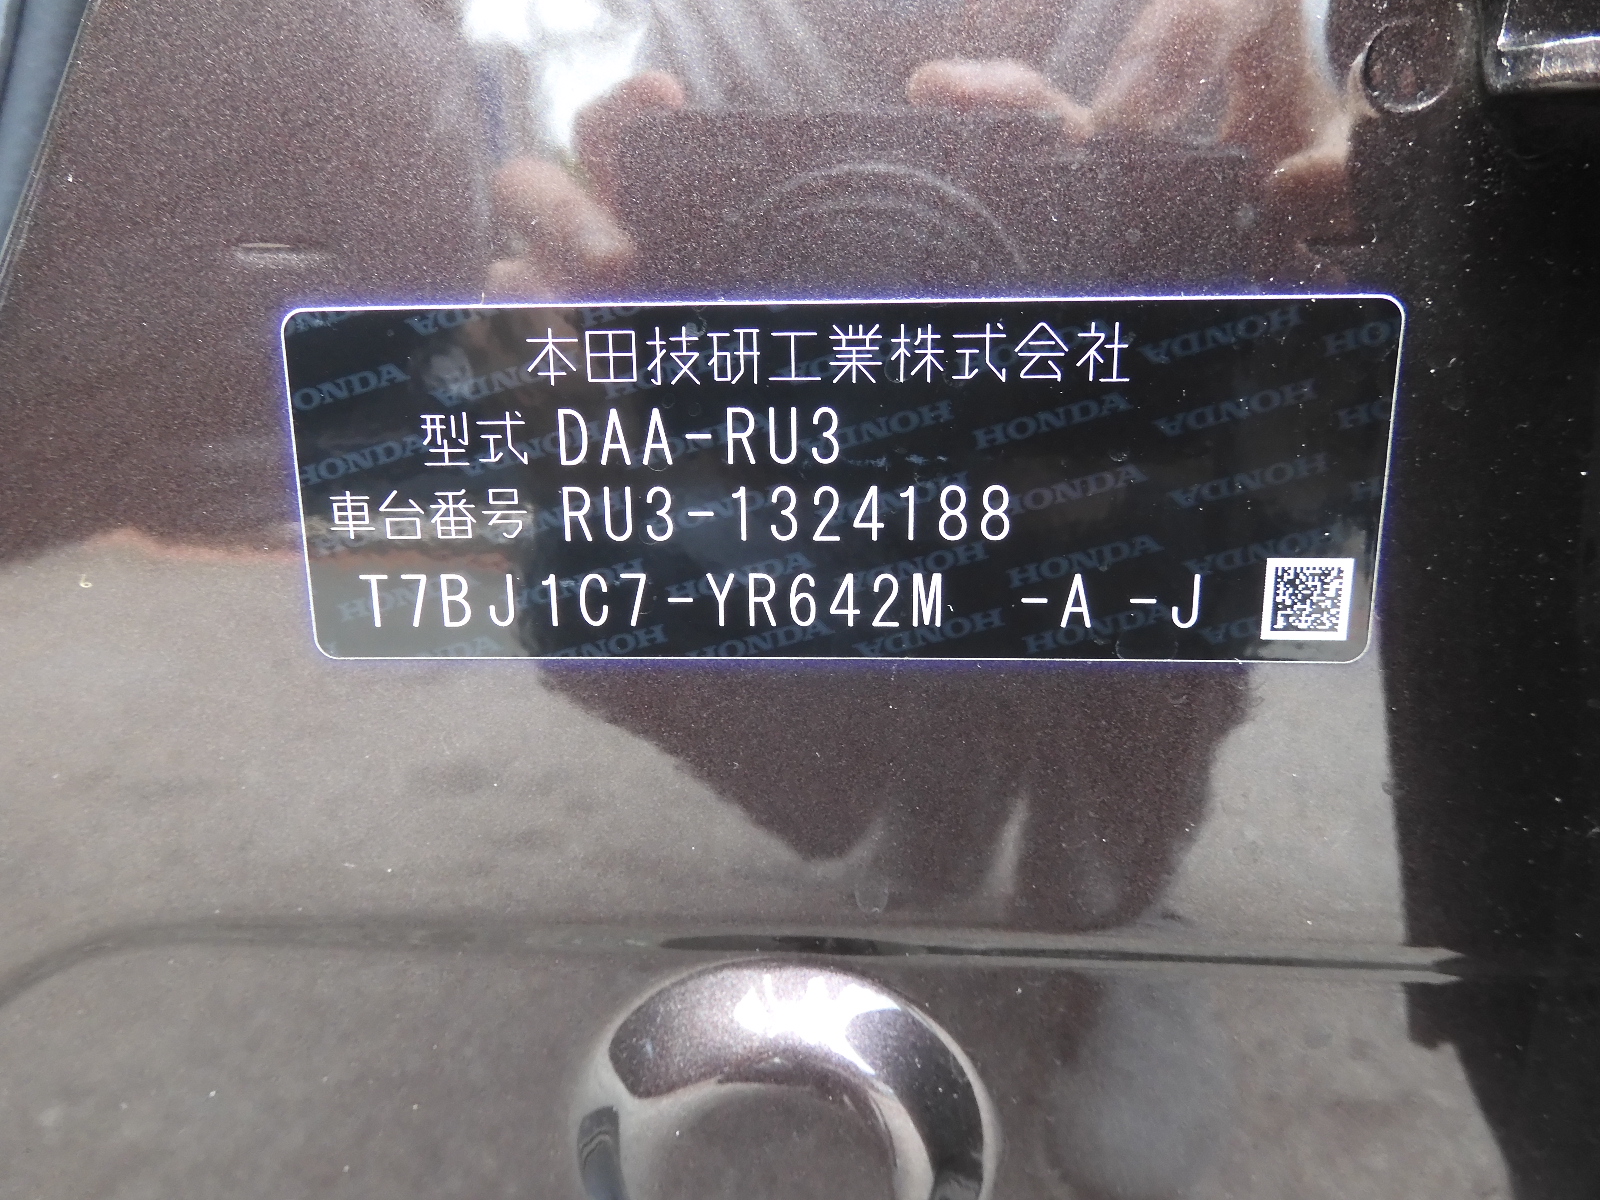 本田技研工業株式会社
型式 DAA-RU3
車台番号 RU3-1324188
T7BJ1C7-YR642M -A -J